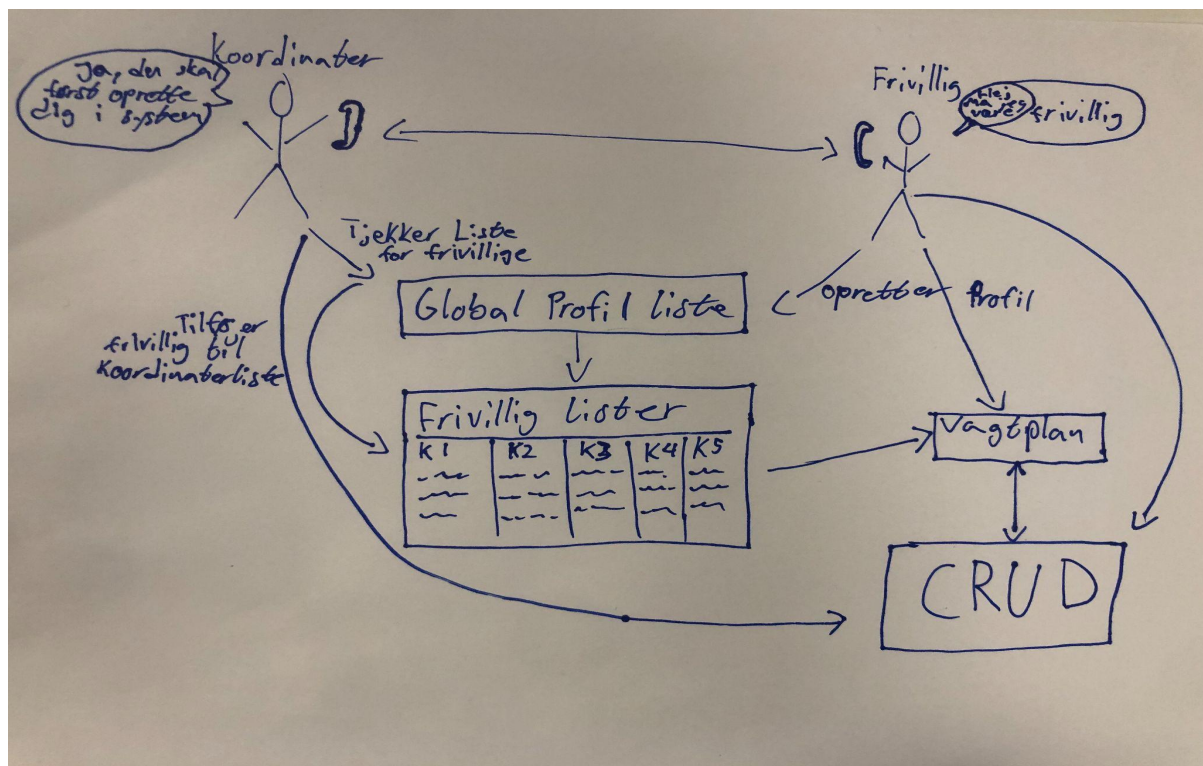 Koordinator
Ja, du skal
først oprette
dig i system
Frivillig
Hej,
må jeg
være
frivillig
Tjekker Liste
for frivillige
Global Profil liste
opretter Profil
Tilføjer
frivillig til
Koordinatorliste
Frivillig Lister
K1 K2 K3 K4 K5
Vagtplan
CRUD